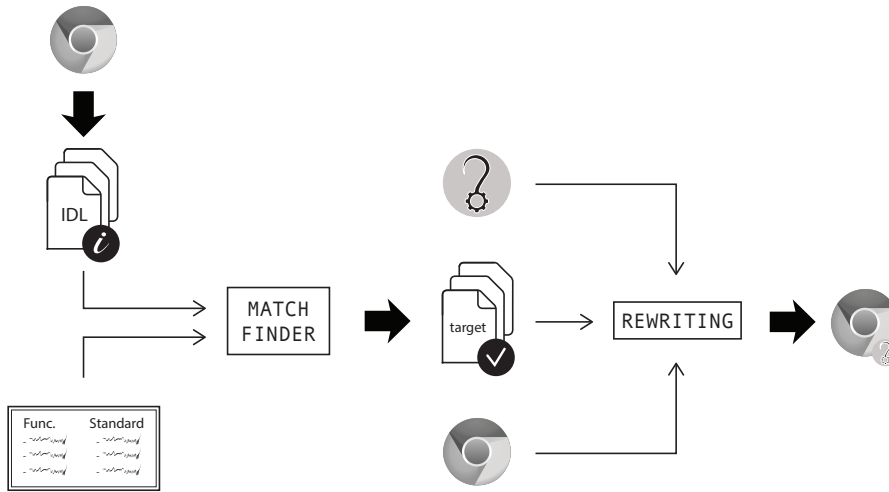 IDL
i
MATCH
FINDER
target
REWRITING
Func. Standard